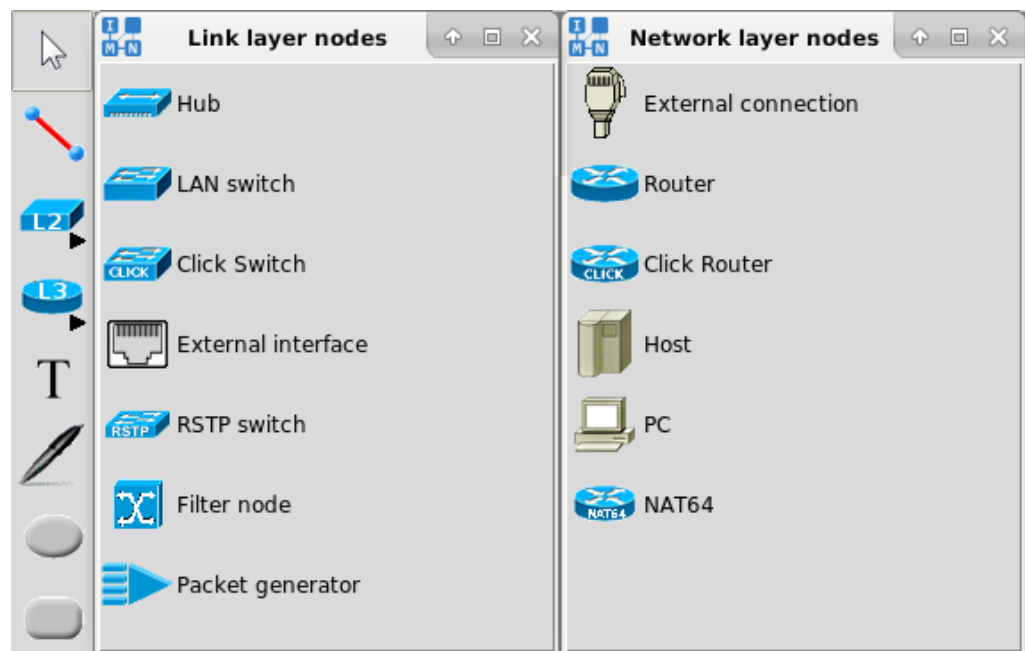 I
M N
Link layer nodes
Hub
LAN switch
CLICK
Click Switch
External interface
RSTP
RSTP switch
Filter node
Packet generator
I
M N
Network layer nodes
External connection
Router
CLICK
Click Router
Host
PC
NAT64
NAT64
L2
L3
T